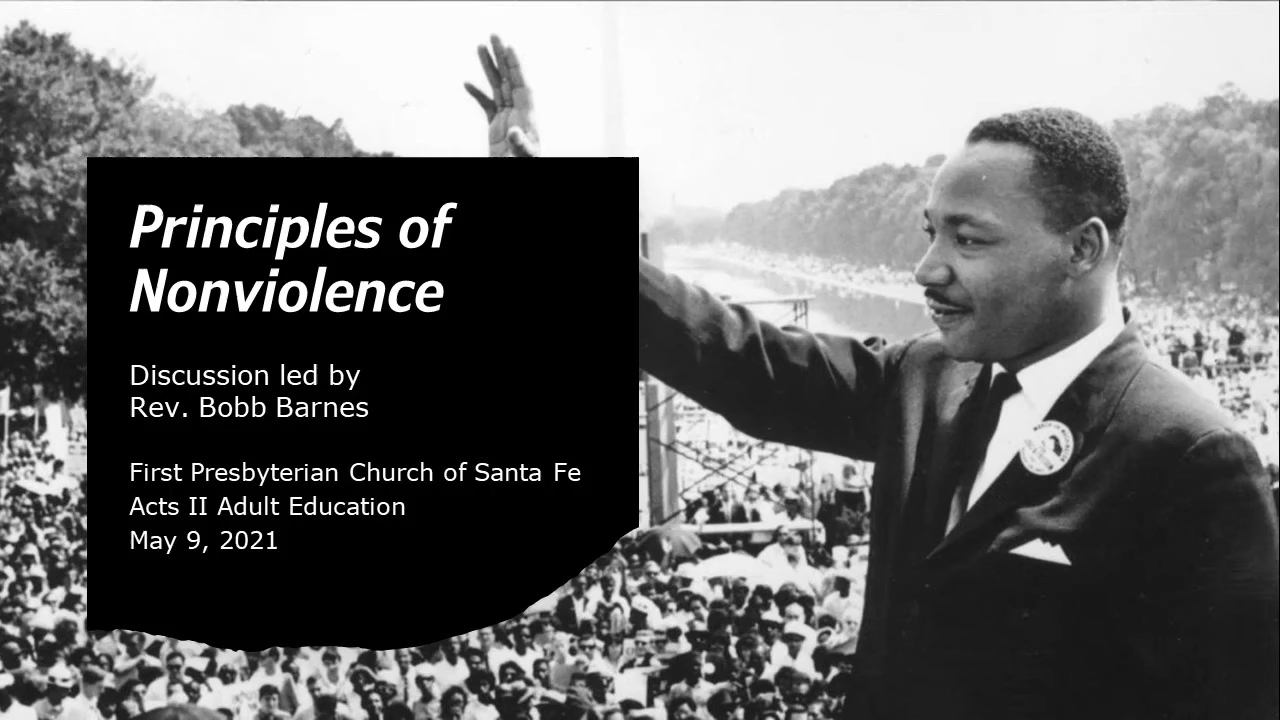 Principles of
Nonviolence
Discussion led by
Rev. Bobb Barnes
First Presbyterian Church of Santa Fe
Acts II Adult Education
May 9, 2021